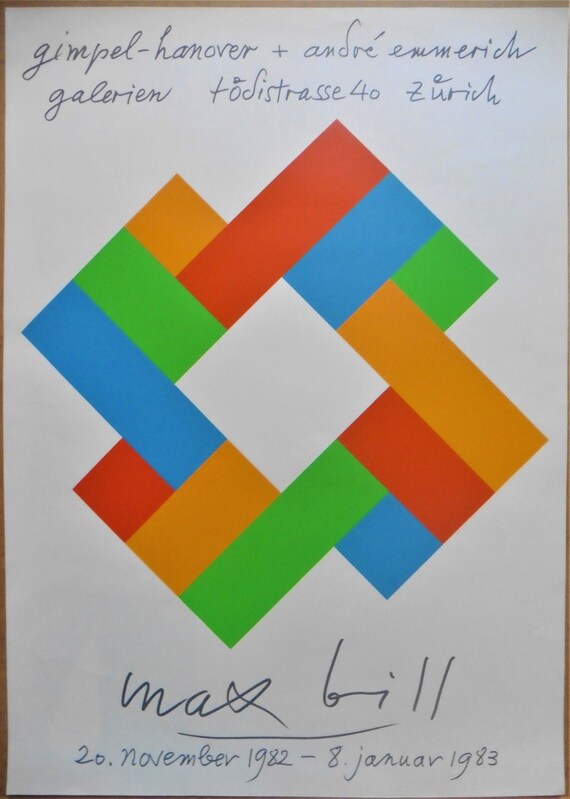 gimpel-hanover + andré emmerich
galerien tödistrasse 40 zürich
max bill
20. november 1982 – 8. januar 1983